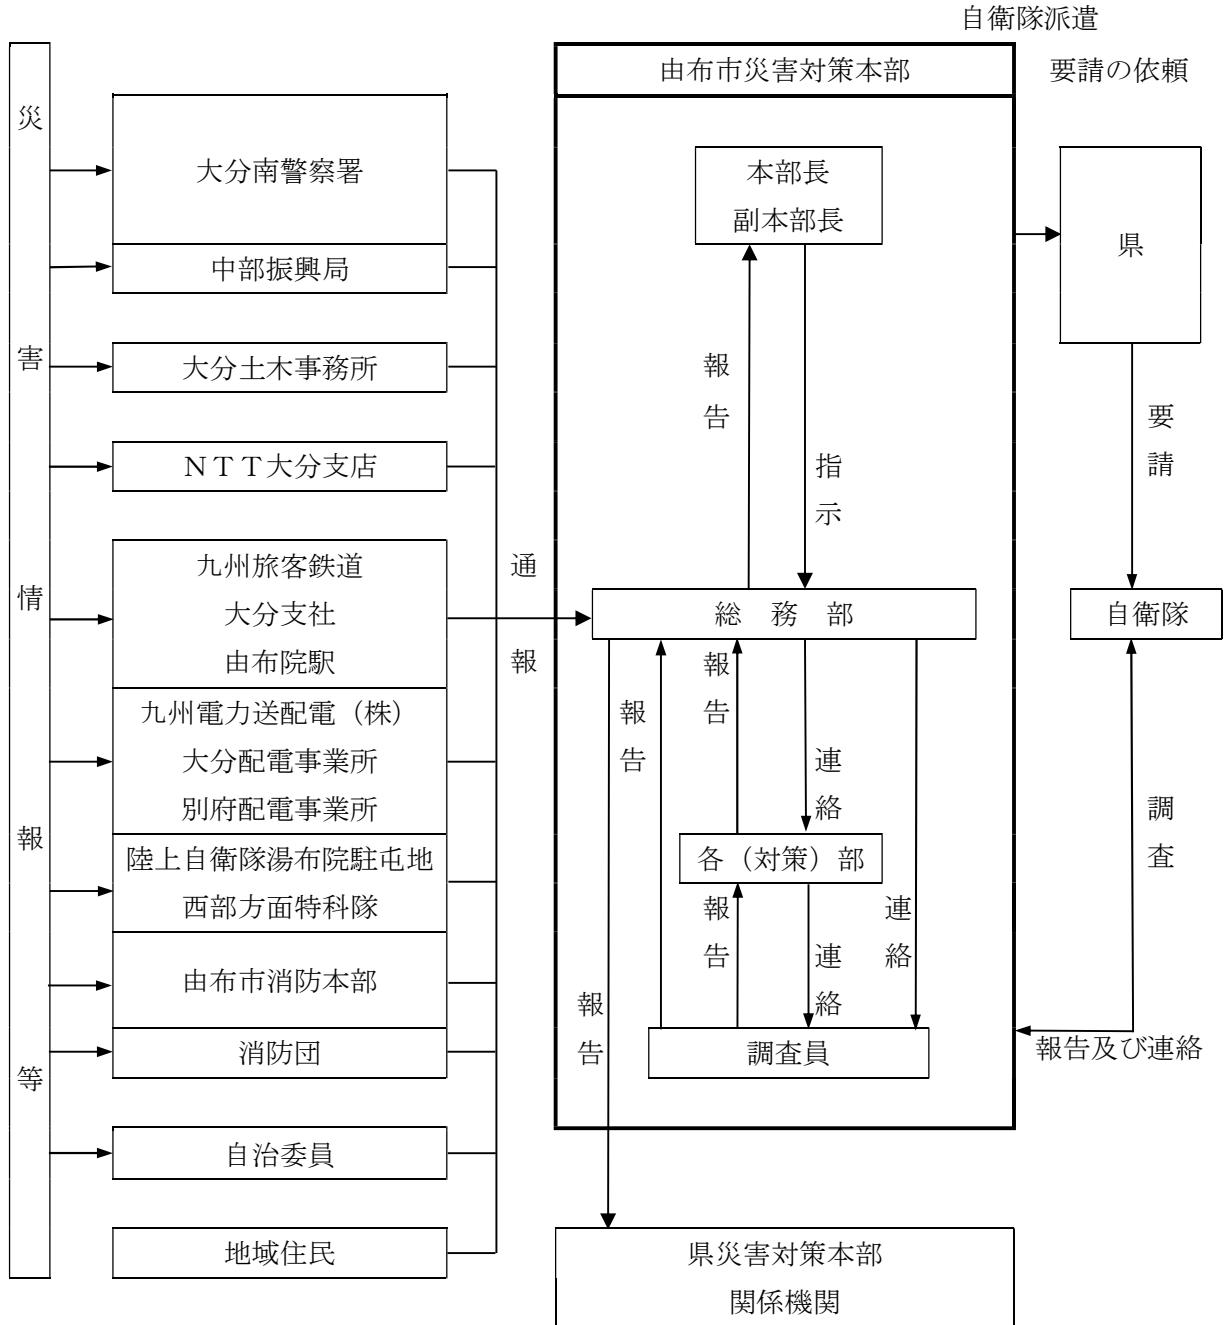 自衛隊派遣
要請の依頼
災害情報等
大分南警察署
中部振興局
大分土木事務所
ＮＴＴ大分支店
九州旅客鉄道
大分支社
由布院駅
九州電力送配電（株）
大分配電事業所
別府配電事業所
陸上自衛隊湯布院駐屯地
西部方面特科隊
由布市消防本部
消防団
自治委員
地域住民
通報
由布市災害対策本部
本部長
副本部長
報告
指示
総　務　部
報告
報告
連絡
各（対策）部
報告
連絡
連絡
調査員
報告
県災害対策本部
関係機関
県
要請
自衛隊
調査
報告及び連絡